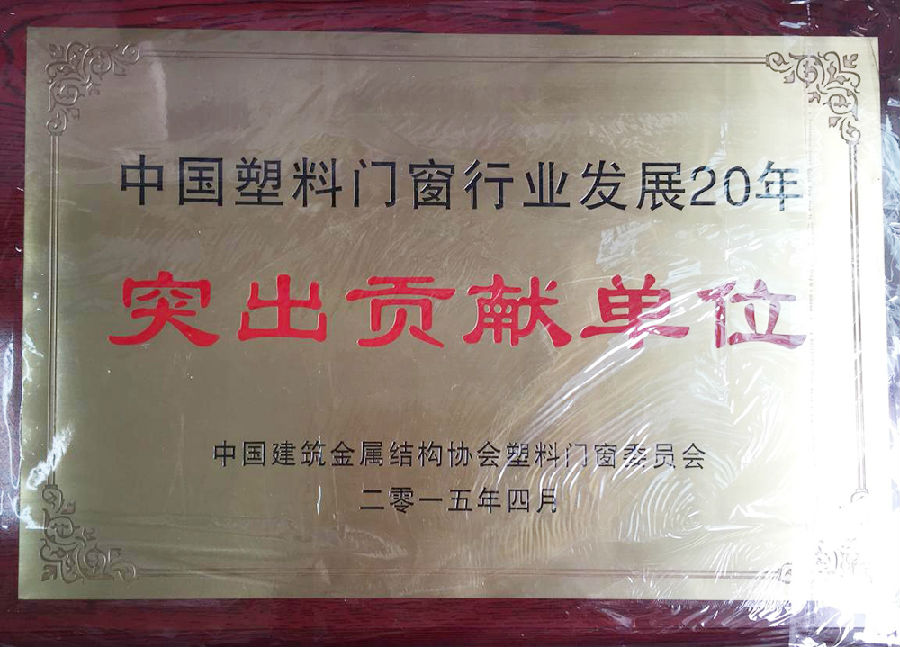 中国塑料门窗行业发展20年
突出贡献单位
中国建筑金属结构协会塑料门窗委员会
二零一五年四月